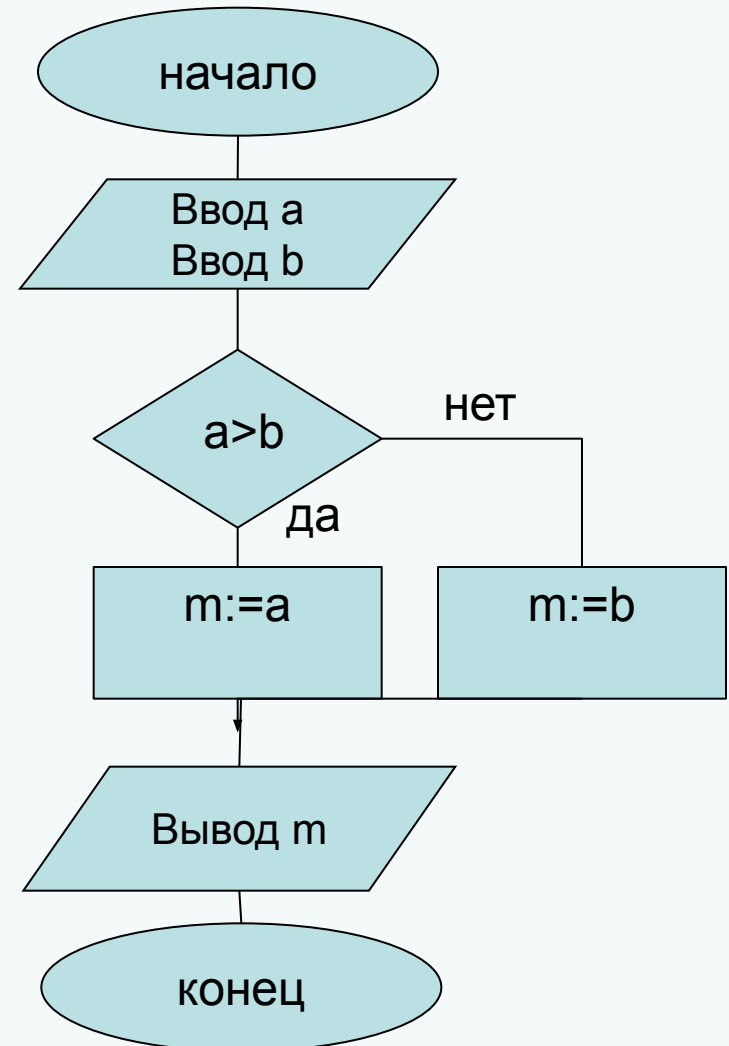 начало
Ввод a
Ввод b
a>b
нет
да
m:=a
m:=b
Вывод m
конец